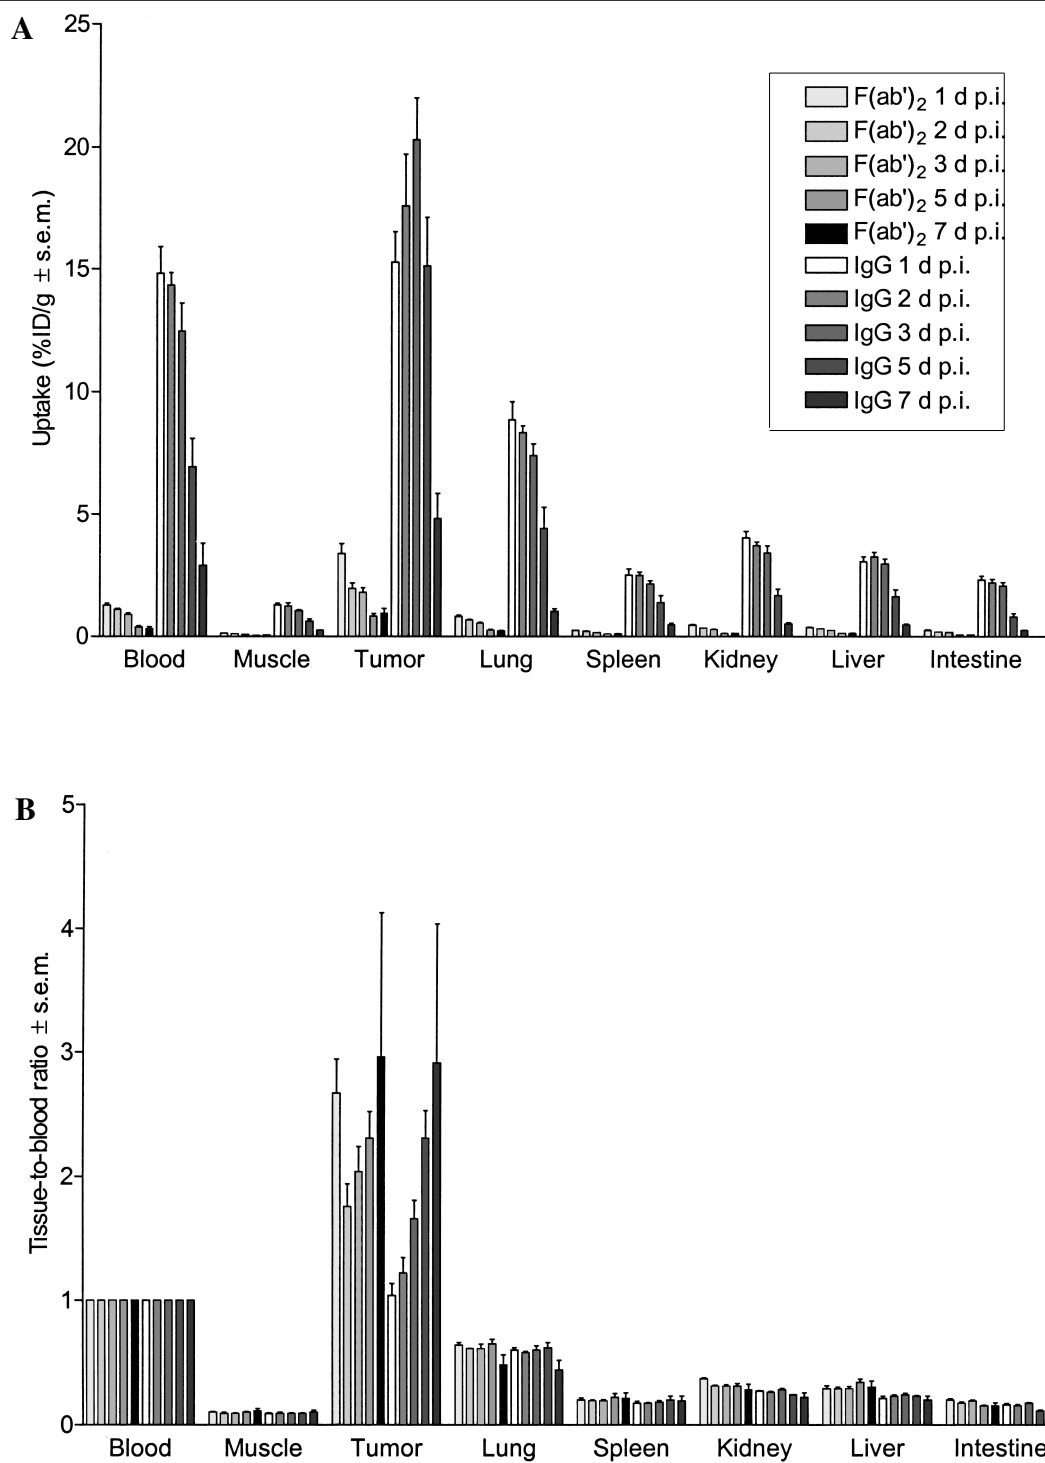 A
25
20
15
10
5
0
Uptake (%ID/g ± s.e.m.)
F(ab')2 1 d p.i.
F(ab')2 2 d p.i.
F(ab')2 3 d p.i.
F(ab')2 5 d p.i.
F(ab')2 7 d p.i.
IgG 1 d p.i.
IgG 2 d p.i.
IgG 3 d p.i.
IgG 5 d p.i.
IgG 7 d p.i.
Blood Muscle Tumor Lung Spleen Kidney Liver Intestine
B
5
4
3
2
1
0
Tissue-to-blood ratio ± s.e.m.
Blood Muscle Tumor Lung Spleen Kidney Liver Intestine